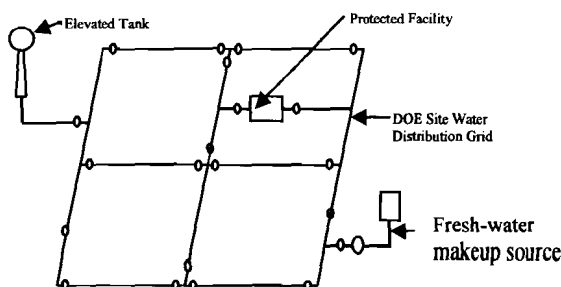 Elevated Tank
Protected Facility
DOE Site Water
Distribution Grid
Fresh-water
makeup source